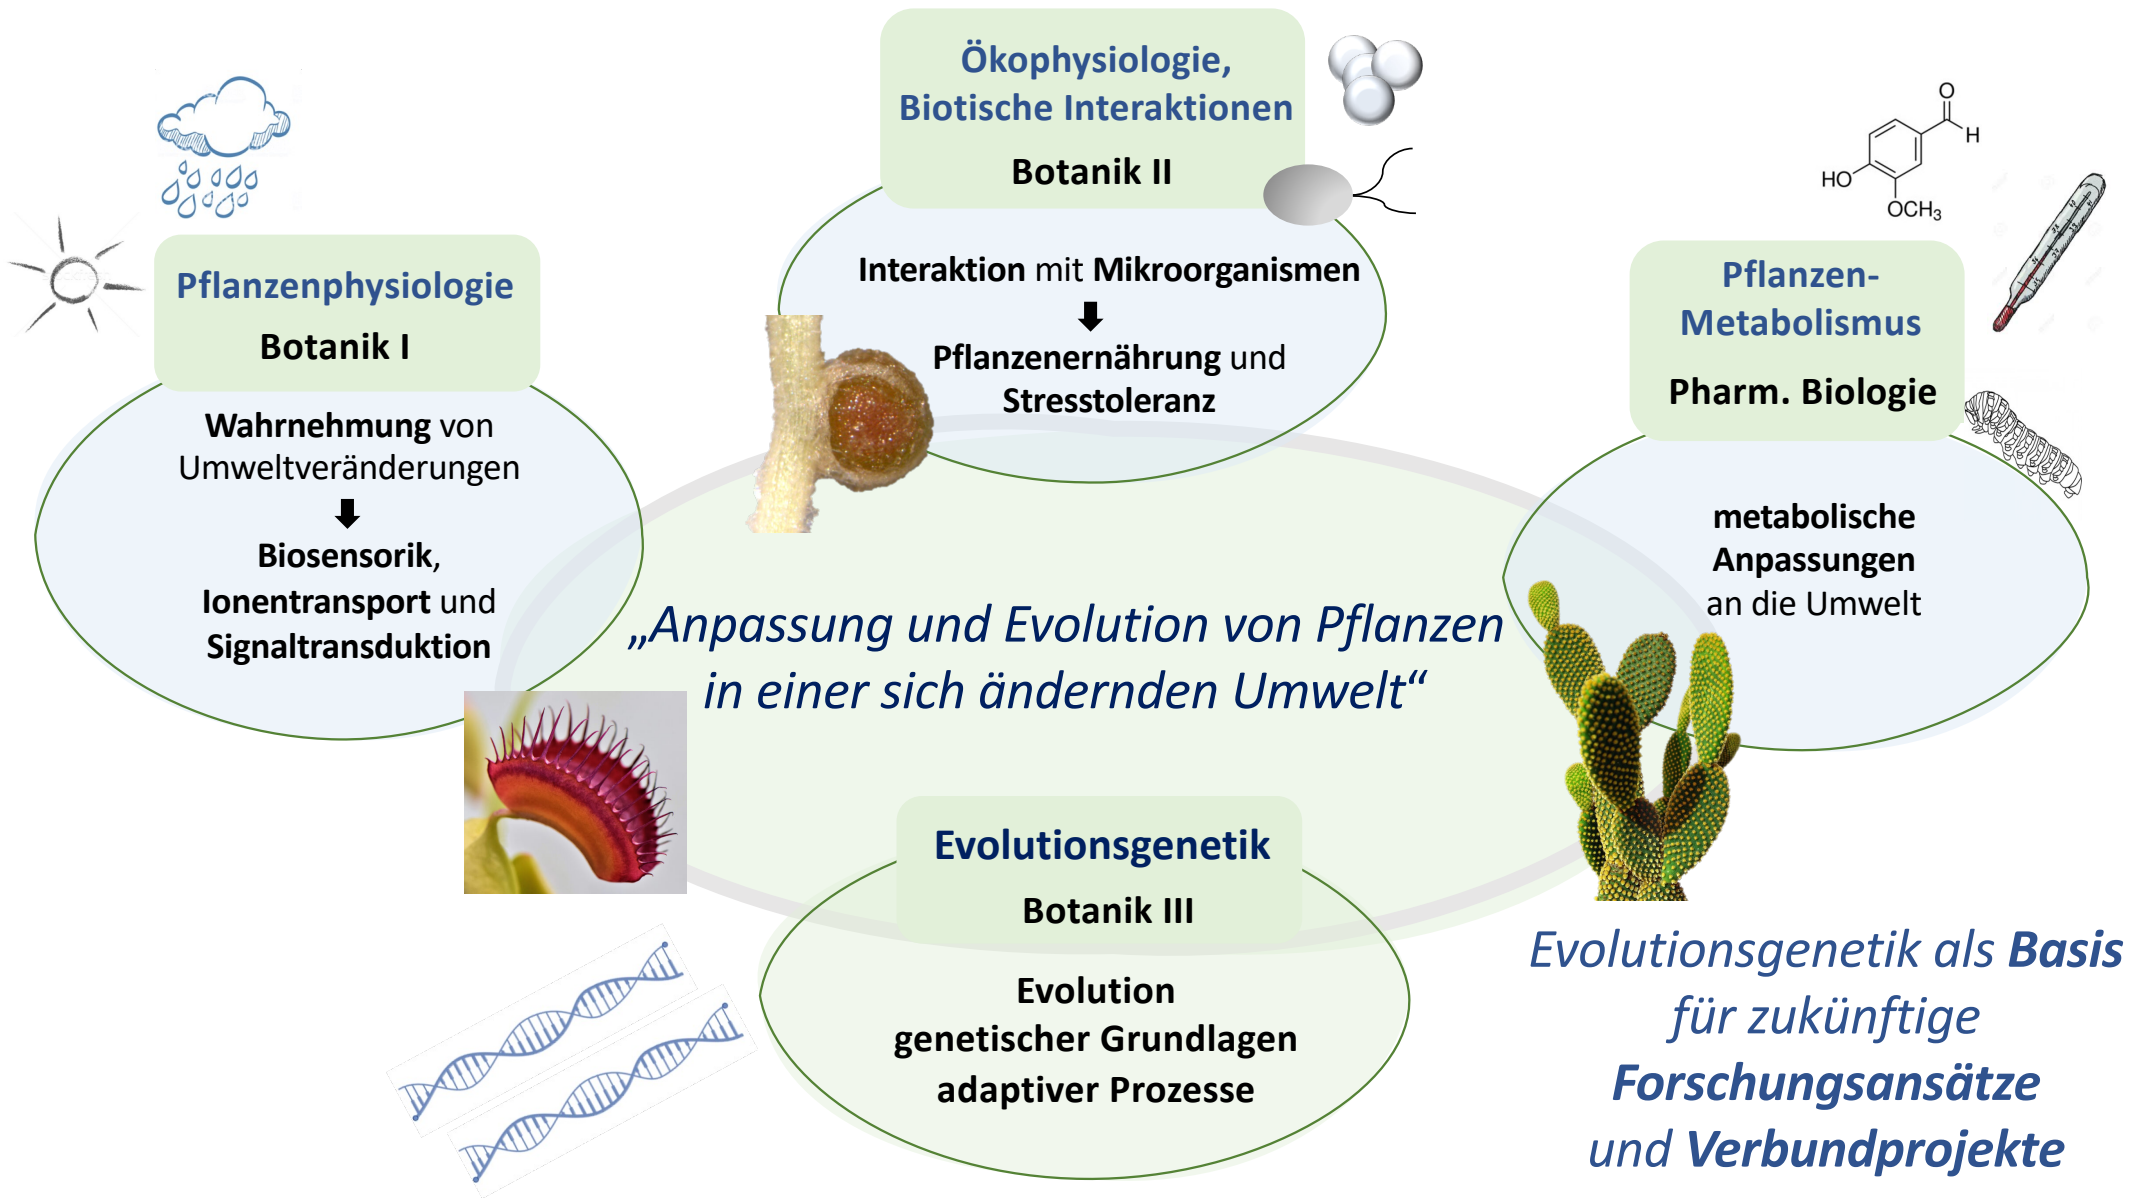 Ökophysiologie,
Biotische Interaktionen
Botanik II
Interaktion mit Mikroorganismen
Pflanzenernährung und
Stresstoleranz
Pflanzenphysiologie
Botanik I
Wahrnehmung von
Umweltveränderungen
Biosensorik,
Ionentransport und
Signaltransduktion
O
H
HO
OCH₃
Pflanzen-
Metabolismus
Pharm. Biologie
metabolische
Anpassungen
an die Umwelt
„Anpassung und Evolution von Pflanzen
in einer sich ändernden Umwelt“
Evolutionsgenetik
Botanik III
Evolution
genetischer Grundlagen
adaptiver Prozesse
Evolutionsgenetik als Basis
für zukünftige
Forschungsansätze
und Verbundprojekte